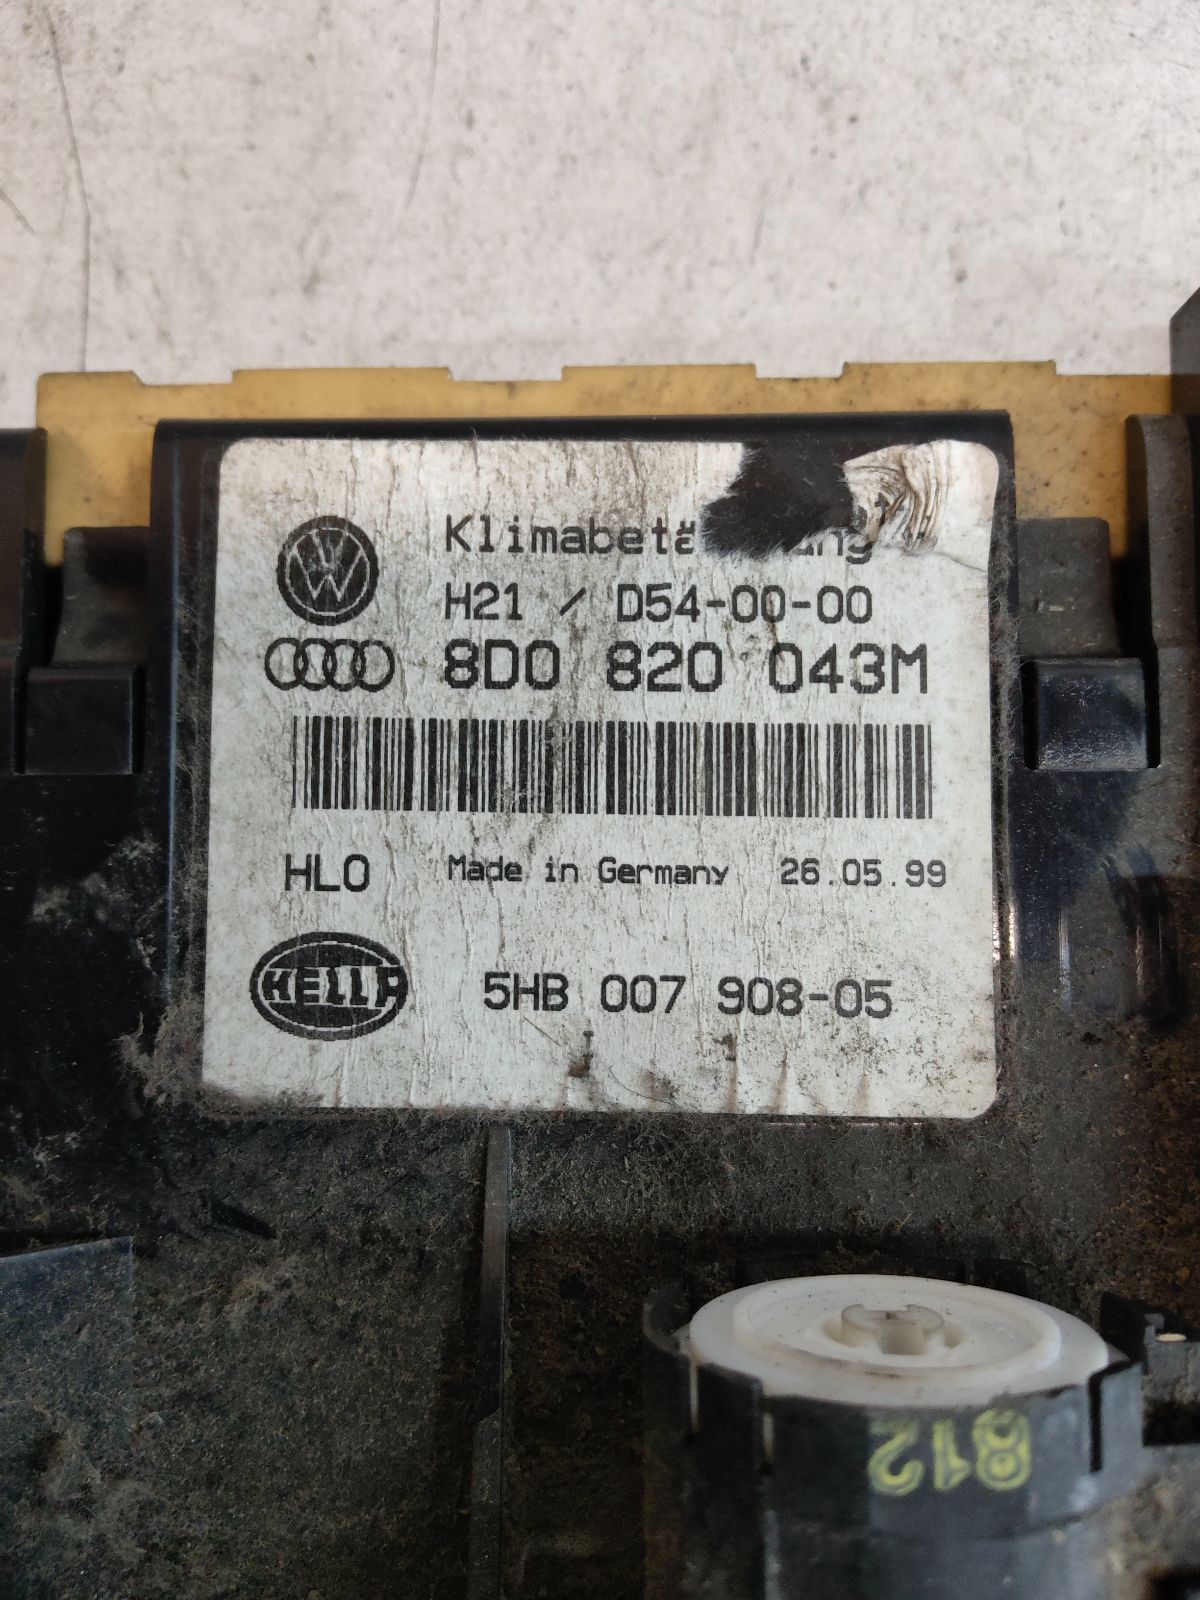 H21 / D54-00-00
8D0 820 043M
HLO Made in Germany 26.05.99
HELLA 5HB 007 908-05
812